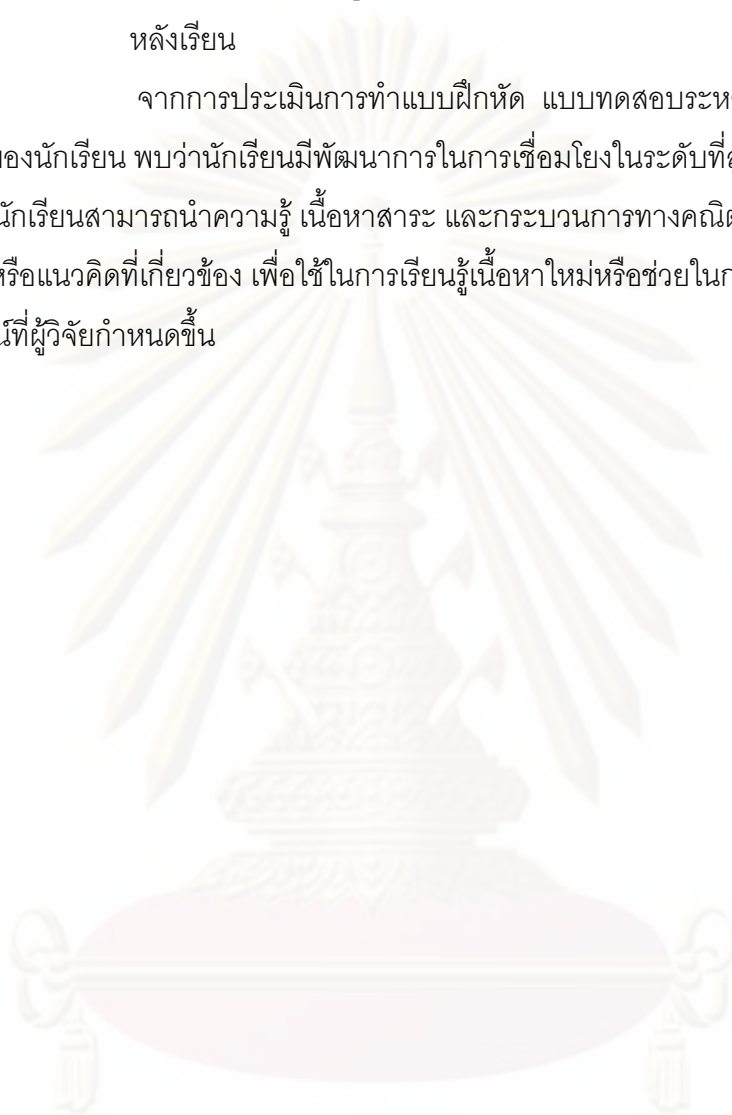 หลังเรียน
จากการประเมินการทำแบบฝึกหัด แบบทดสอบระห
ของนักเรียน พบว่านักเรียนมีพัฒนาการในการเชื่อมโยงในระดับที่ส
นักเรียนสามารถนำความรู้ เนื้อหาสาระ และกระบวนการทางคณิต
หรือแนวคิดที่เกี่ยวข้อง เพื่อใช้ในการเรียนรู้เนื้อหาใหม่หรือช่วยในก
น์ที่ผู้วิจัยกำหนดขึ้น